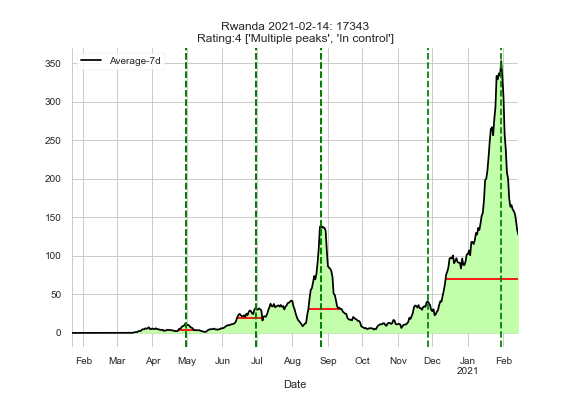 Rwanda 2021-02-14: 17343
Rating:4 ['Multiple peaks', 'In control']
Average-7d
350
300
250
200
150
100
50
0
Feb Mar Apr May Jun Jul Aug Sep Oct Nov Dec Jan Feb
2021
Date